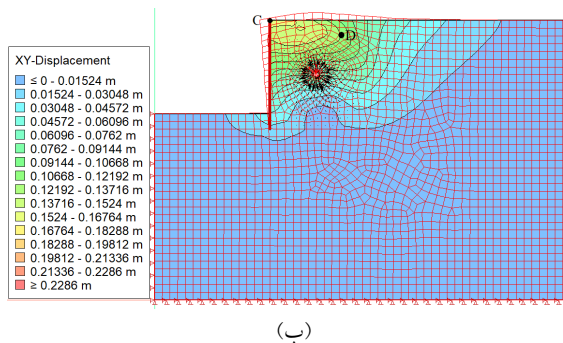 C
D
XY-Displacement
≤ 0 - 0.01524 m
0.01524 - 0.03048 m
0.03048 - 0.04572 m
0.04572 - 0.06096 m
0.06096 - 0.0762 m
0.0762 - 0.09144 m
0.09144 - 0.10668 m
0.10668 - 0.12192 m
0.12192 - 0.13716 m
0.13716 - 0.1524 m
0.1524 - 0.16764 m
0.16764 - 0.18288 m
0.18288 - 0.19812 m
0.19812 - 0.21336 m
0.21336 - 0.2286 m
≥ 0.2286 m
(ب)